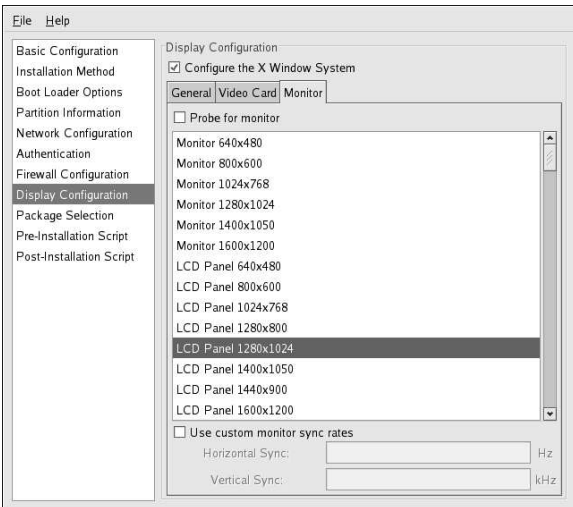 File Help
Basic Configuration
Installation Method
Boot Loader Options
Partition Information
Network Configuration
Authentication
Firewall Configuration
Display Configuration
Package Selection
Pre-Installation Script
Post-Installation Script
Display Configuration
Configure the X Window System
General Video Card Monitor
Probe for monitor
Monitor 640x480
Monitor 800x600
Monitor 1024x768
Monitor 1280x1024
Monitor 1400x1050
Monitor 1600x1200
LCD Panel 640x480
LCD Panel 800x600
LCD Panel 1024x768
LCD Panel 1280x800
LCD Panel 1280x1024
LCD Panel 1400x1050
LCD Panel 1440x900
LCD Panel 1600x1200
Use custom monitor sync rates
Horizontal Sync: Hz
Vertical Sync: kHz